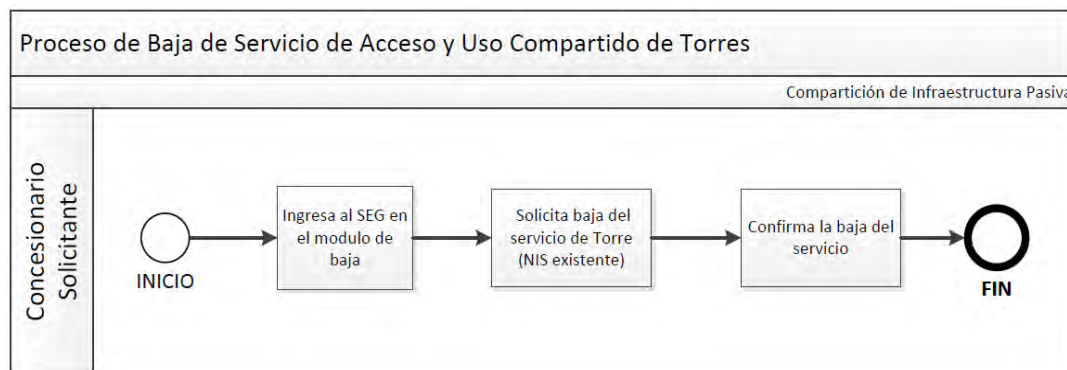 Proceso de Baja de Servicio de Acceso y Uso Compartido de Torres
Compartición de Infraestructura Pasiva
Concesionario
Solicitante
INICIO
Ingresa al SEG en
el modulo de
baja
Solicita baja del
servicio de Torre
(NIS existente)
Confirma la baja del
servicio
FIN